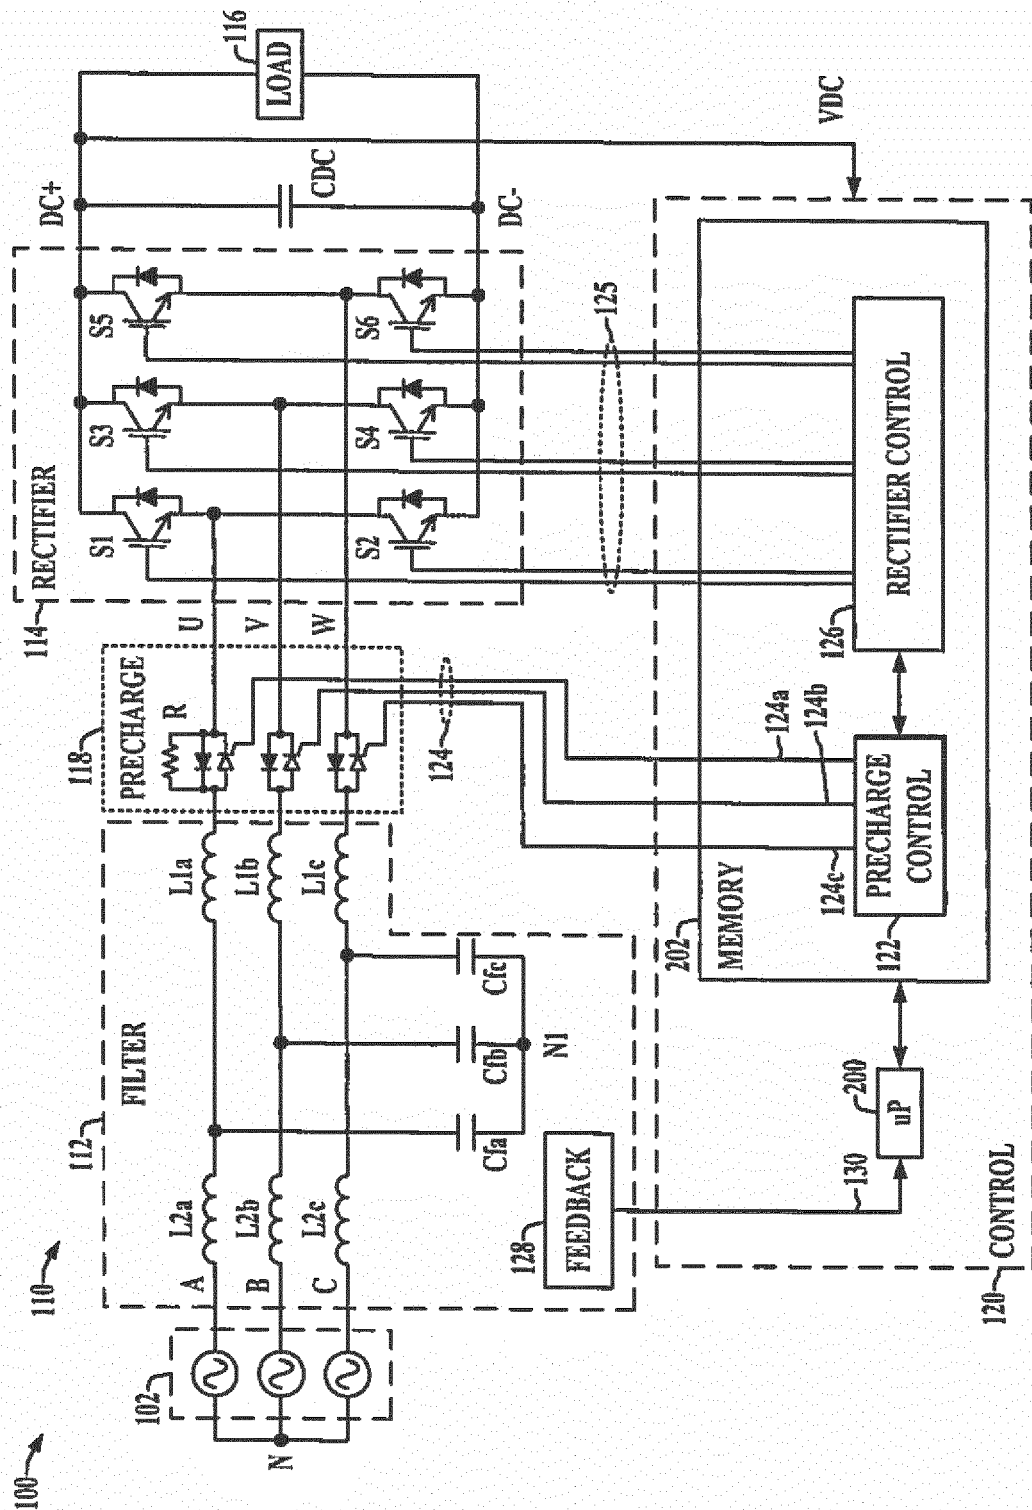 100
110
102
N
A
B
C
112
FILTER
L2a
L2b
L2c
L1a
L1b
L1c
Cfa
Cfb
Cfc
N1
128
FEEDBACK
118
PRECHARGE
R
U
V
W
124
114
RECTIFIER
S1
S2
S3
S4
S5
S6
DC+
DC-
CDC
116
LOAD
125
VDC
120
CONTROL
130
200
uP
202
MEMORY
122
PRECHARGE
CONTROL
124a
124b
124c
126
RECTIFIER CONTROL